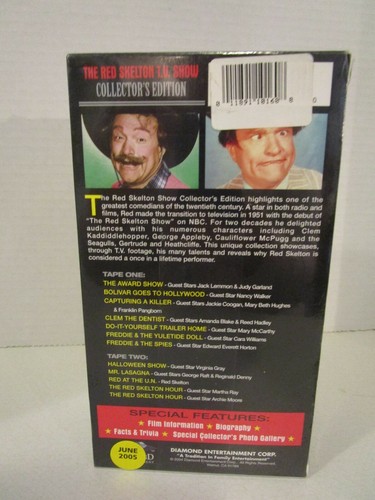 THE RED SKELTON T.V. SHOW
COLLECTOR'S EDITION
The Red Skelton Show Collector's Edition highlights one of the
greatest comedians of the twentieth century. A star in both radio and
films, Red made the transition to television in 1951 with the debut of
"The Red Skelton Show" on NBC. For two decades he delighted
audiences with his numerous characters including Clem
Kaddiddlehopper, George Appleby, Cauliflower McPugg and the
Seagulls, Gertrude and Heathcliffe. This unique collection showcases,
through T.V. footage, his many talents and reveals why Red Skelton is
considered a once in a lifetime performer.
TAPE ONE:
THE AWARD SHOW - Guest Stars Jack Lemmon & Judy Garland
BOLIVAR GOES TO HOLLYWOOD - Guest Star Nancy Walker
CAPTURING A KILLER - Guest Stars Jackie Coogan, Mary Beth Hughes
& Franklin Pangborn
CLEM THE DENTIST - Guest Stars Amanda Blake & Reed Hadley
DO-IT-YOURSELF TRAILER HOME - Guest Star Mary McCarthy
FREDDIE & THE YULETIDE DOLL - Guest Star Cara Williams
FREDDIE & THE SPIES - Guest Star Edward Everett Horton
TAPE TWO:
HALLOWEEN SHOW - Guest Star Virginia Gray
MR. LASAGNA - Guest Stars George Raft & Reginald Denny
RED AT THE U.N. - Red Skelton
THE RED SKELTON HOUR - Guest Star Martha Ray
THE RED SKELTON HOUR - Guest Star Archie Moore
SPECIAL FEATURES:
Film Information Biography
Facts & Trivia Special Collector's Photo Gallery
JUNE
2005
DIAMOND ENTERTAINMENT CORP.
"A Tradition in Family Entertainment"
All Rights Reserved.